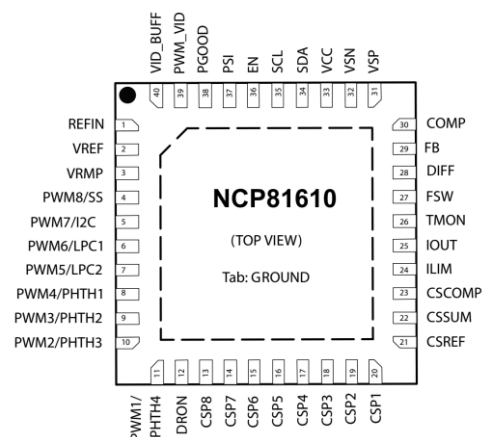 VID_BUFF
PWM_VID
PGOOD
PSI
EN
SCL
SDA
VCC
VSN
VSP
40
39
38
37
36
35
34
33
32
31
REFIN 1
VREF 2
VRMP 3
PWM8/SS 4
PWM7/I2C 5
PWM6/LPC1 6
PWM5/LPC2 7
PWM4/PHTH1 8
PWM3/PHTH2 9
PWM2/PHTH3 10
NCP81610
(TOP VIEW)
Tab: GROUND
30 COMP
29 FB
28 DIFF
27 FSW
26 TMON
25 IOUT
24 ILIM
23 CSCOMP
22 CSSUM
21 CSREF
11
12
13
14
15
16
17
18
19
20
PWM1/
PHTH4
DRON
CSP8
CSP7
CSP6
CSP5
CSP4
CSP3
CSP2
CSP1